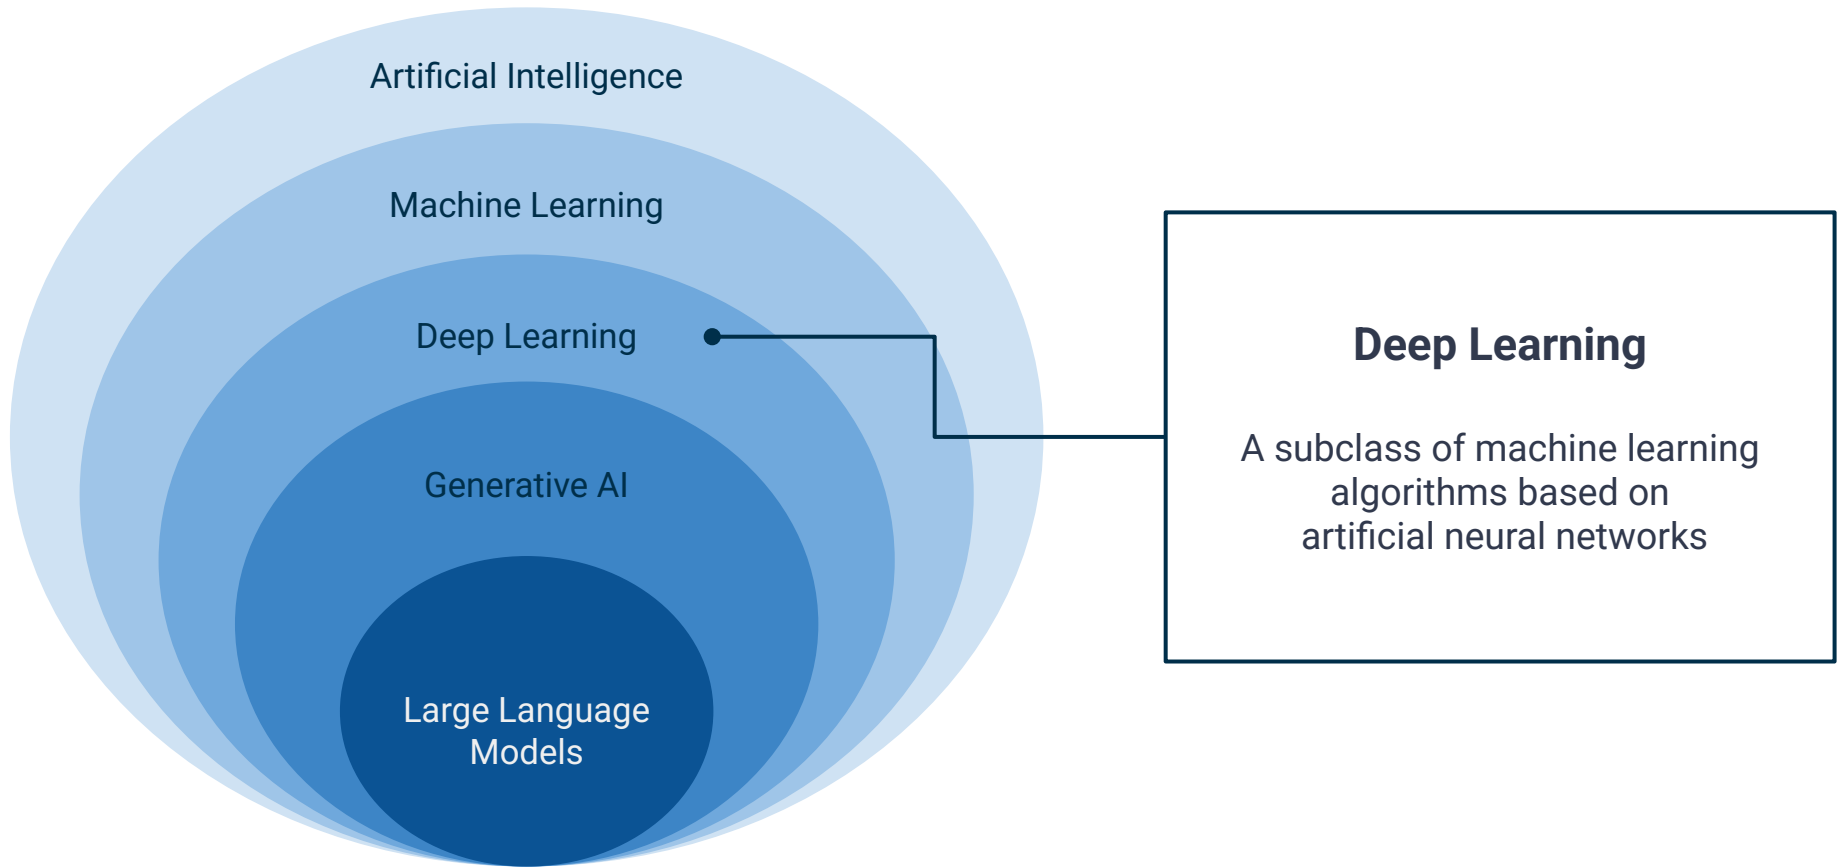 Artificial Intelligence
Machine Learning
Deep Learning
Generative AI
Large Language
Models
Deep Learning
A subclass of machine learning
algorithms based on
artificial neural networks